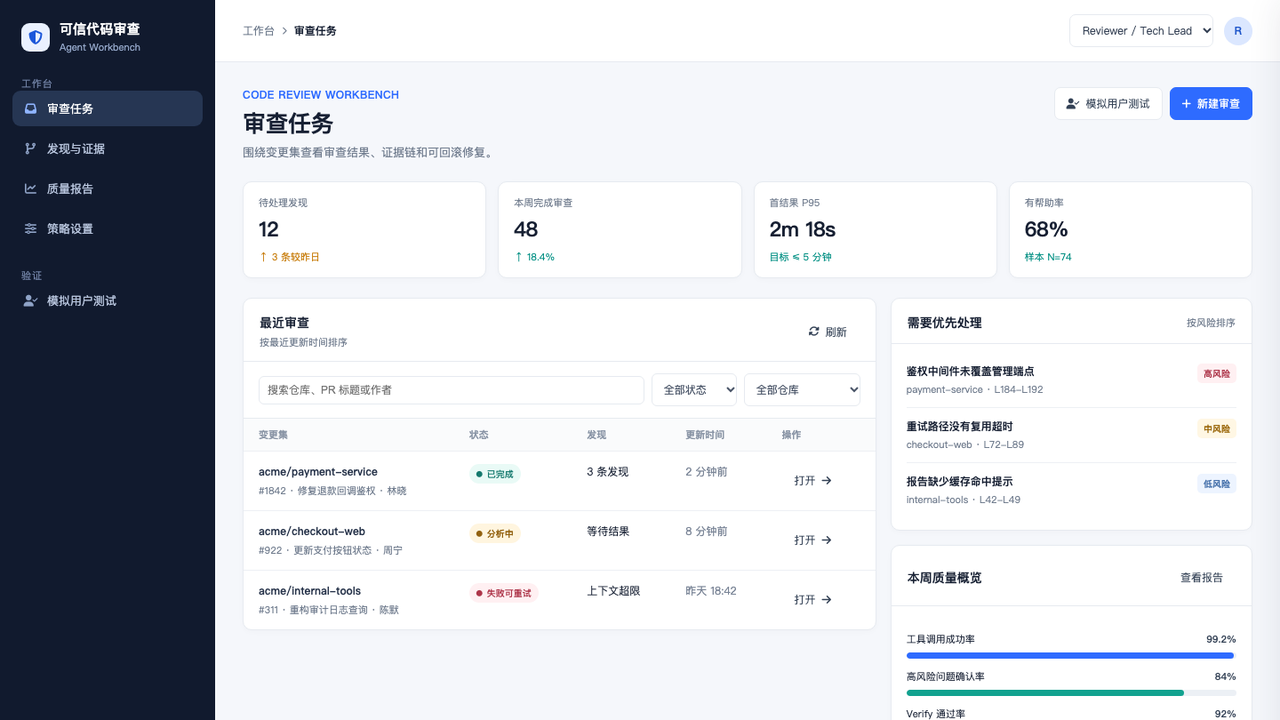 可信代码审查
Agent Workbench
工作台
审查任务
发现与证据
质量报告
策略设置
验证
模拟用户测试
工作台 > 审查任务
Reviewer / Tech Lead
R
CODE REVIEW WORKBENCH
审查任务
围绕变更集查看审查结果、证据链和可回滚修复。
模拟用户测试
+ 新建审查
待处理发现
12
↑ 3 条较昨日
本周完成审查
48
↑ 18.4%
首结果 P95
2m 18s
目标 ≤ 5 分钟
有帮助率
68%
样本 N=74
最近审查
按最近更新时间排序
刷新
搜索仓库、PR 标题或作者
全部状态
全部仓库
变更集 状态 发现 更新时间 操作
acme/payment-service 已完成 3 条发现 2 分钟前 打开 →
#1842 · 修复退款回调鉴权 · 林晓
acme/checkout-web 分析中 等待结果 8 分钟前 打开 →
#922 · 更新支付按钮状态 · 周宁
acme/internal-tools 失败可重试 上下文超限 昨天 18:42 打开 →
#311 · 重构审计日志查询 · 陈默
需要优先处理
按风险排序
鉴权中间件未覆盖管理端点
payment-service · L184-L192
高风险
重试路径没有复用超时
checkout-web · L72-L89
中风险
报告缺少缓存命中提示
internal-tools · L42-L49
低风险
本周质量概览
查看报告
工具调用成功率 99.2%
高风险问题确认率 84%
Verify 通过率 92%